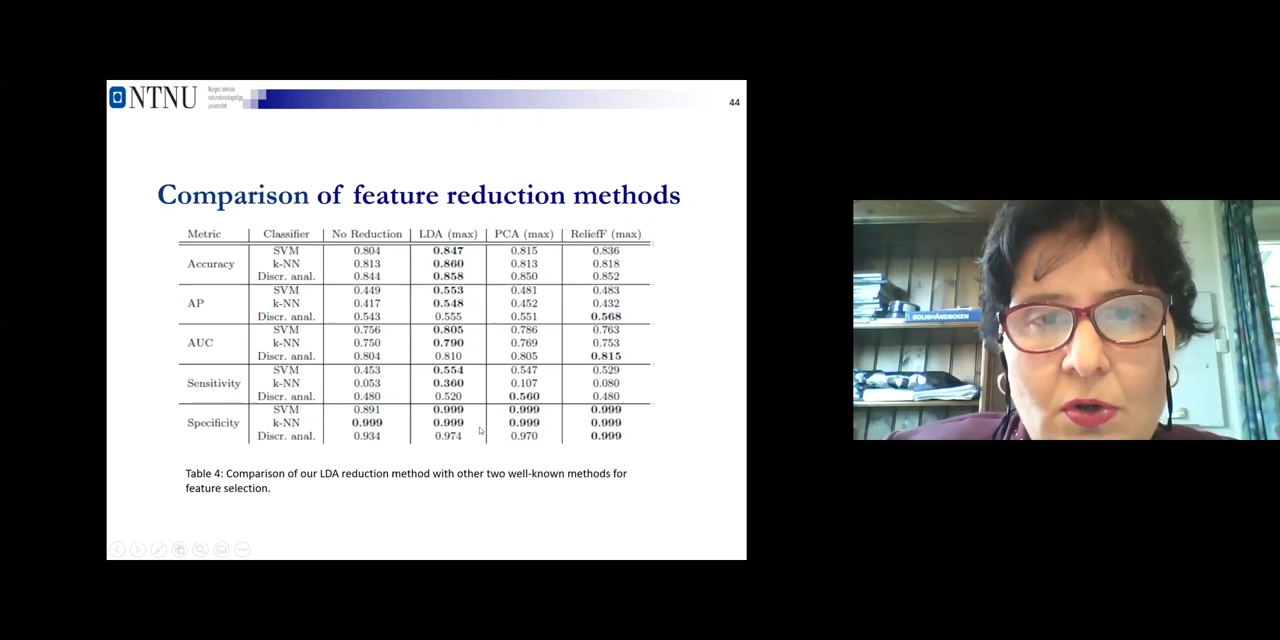 NTNU
Norges teknisk-
naturvitenskapelige
universitet
44
Comparison of feature reduction methods
Metric Classifier No Reduction LDA (max) PCA (max) ReliefF (max)
SVM 0.804 0.847 0.815 0.836
Accuracy k-NN 0.813 0.860 0.813 0.818
Discr. anal. 0.844 0.858 0.850 0.852
SVM 0.449 0.553 0.481 0.483
AP k-NN 0.417 0.548 0.452 0.432
Discr. anal. 0.543 0.555 0.551 0.568
SVM 0.756 0.805 0.786 0.763
AUC k-NN 0.750 0.790 0.769 0.753
Discr. anal. 0.804 0.810 0.805 0.815
SVM 0.453 0.554 0.547 0.529
Sensitivity k-NN 0.053 0.360 0.107 0.080
Discr. anal. 0.480 0.520 0.560 0.480
SVM 0.891 0.999 0.999 0.999
Specificity k-NN 0.999 0.999 0.999 0.999
Discr. anal. 0.934 0.974 0.970 0.999
Table 4: Comparison of our LDA reduction method with other two well-known methods for
feature selection.
BOLIGHÅNDBOKEN